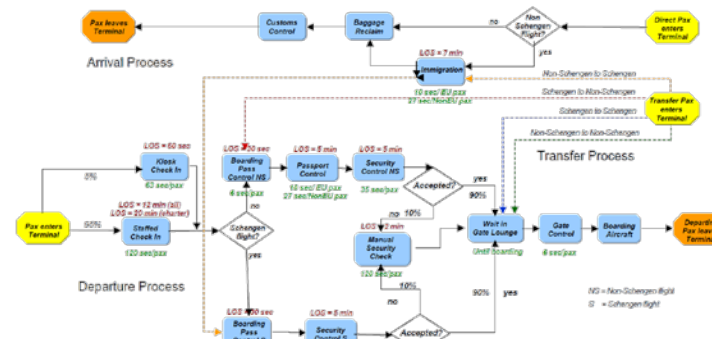 Pax leaves
Terminal
Customs
Control
Baggage
Reclaim
no
Non
Schengen
flight?
Direct Pax
enters
Terminal
Arrival Process
LOS = 7 min
yes
Immigration
10 sec/ EU pax
27 sec/NonEU pax
Non-Schengen to Schengen
Schengen to Non-Schengen
Schengen to Schengen
Non-Schengen to Non-Schengen
Transfer Pax
enters
Terminal
Transfer Process
LOS = 60 sec
Kiosk
Check In
60 sec/pax
5%
Pax enters
Terminal
LOS = 12 min (all)
LOS = 20 min (charter)
Staffed
Check In
120 sec/pax
Boarding
Pass
Control NS
6 sec/pax
LOS = 5 min
Passport
Control
10 sec/ EU pax
27 sec/NonEU pax
LOS = 5 min
Security
Control NS
35 sec/pax
Accepted?
yes
90%
no
10%
no
Schengen
flight?
yes
Manual
Security
Check
120 sec/pax
Wait in
Gate Lounge
Until boarding
Gate
Control
6 sec/pax
Boarding
Aircraft
Terminal
Departure Process
Boarding
Pass
LOS = 5 min
Security
Control S
Accepted?
10%
no
90%
yes
NS = Non-Schengen flight
S = Schengen flight